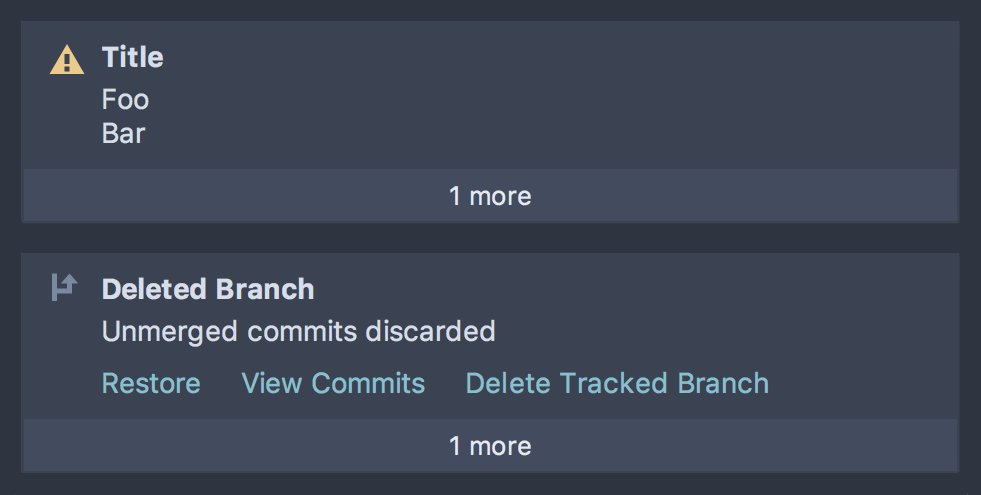 Title
Foo
Bar
1 more
Deleted Branch
Unmerged commits discarded
Restore View Commits Delete Tracked Branch
1 more